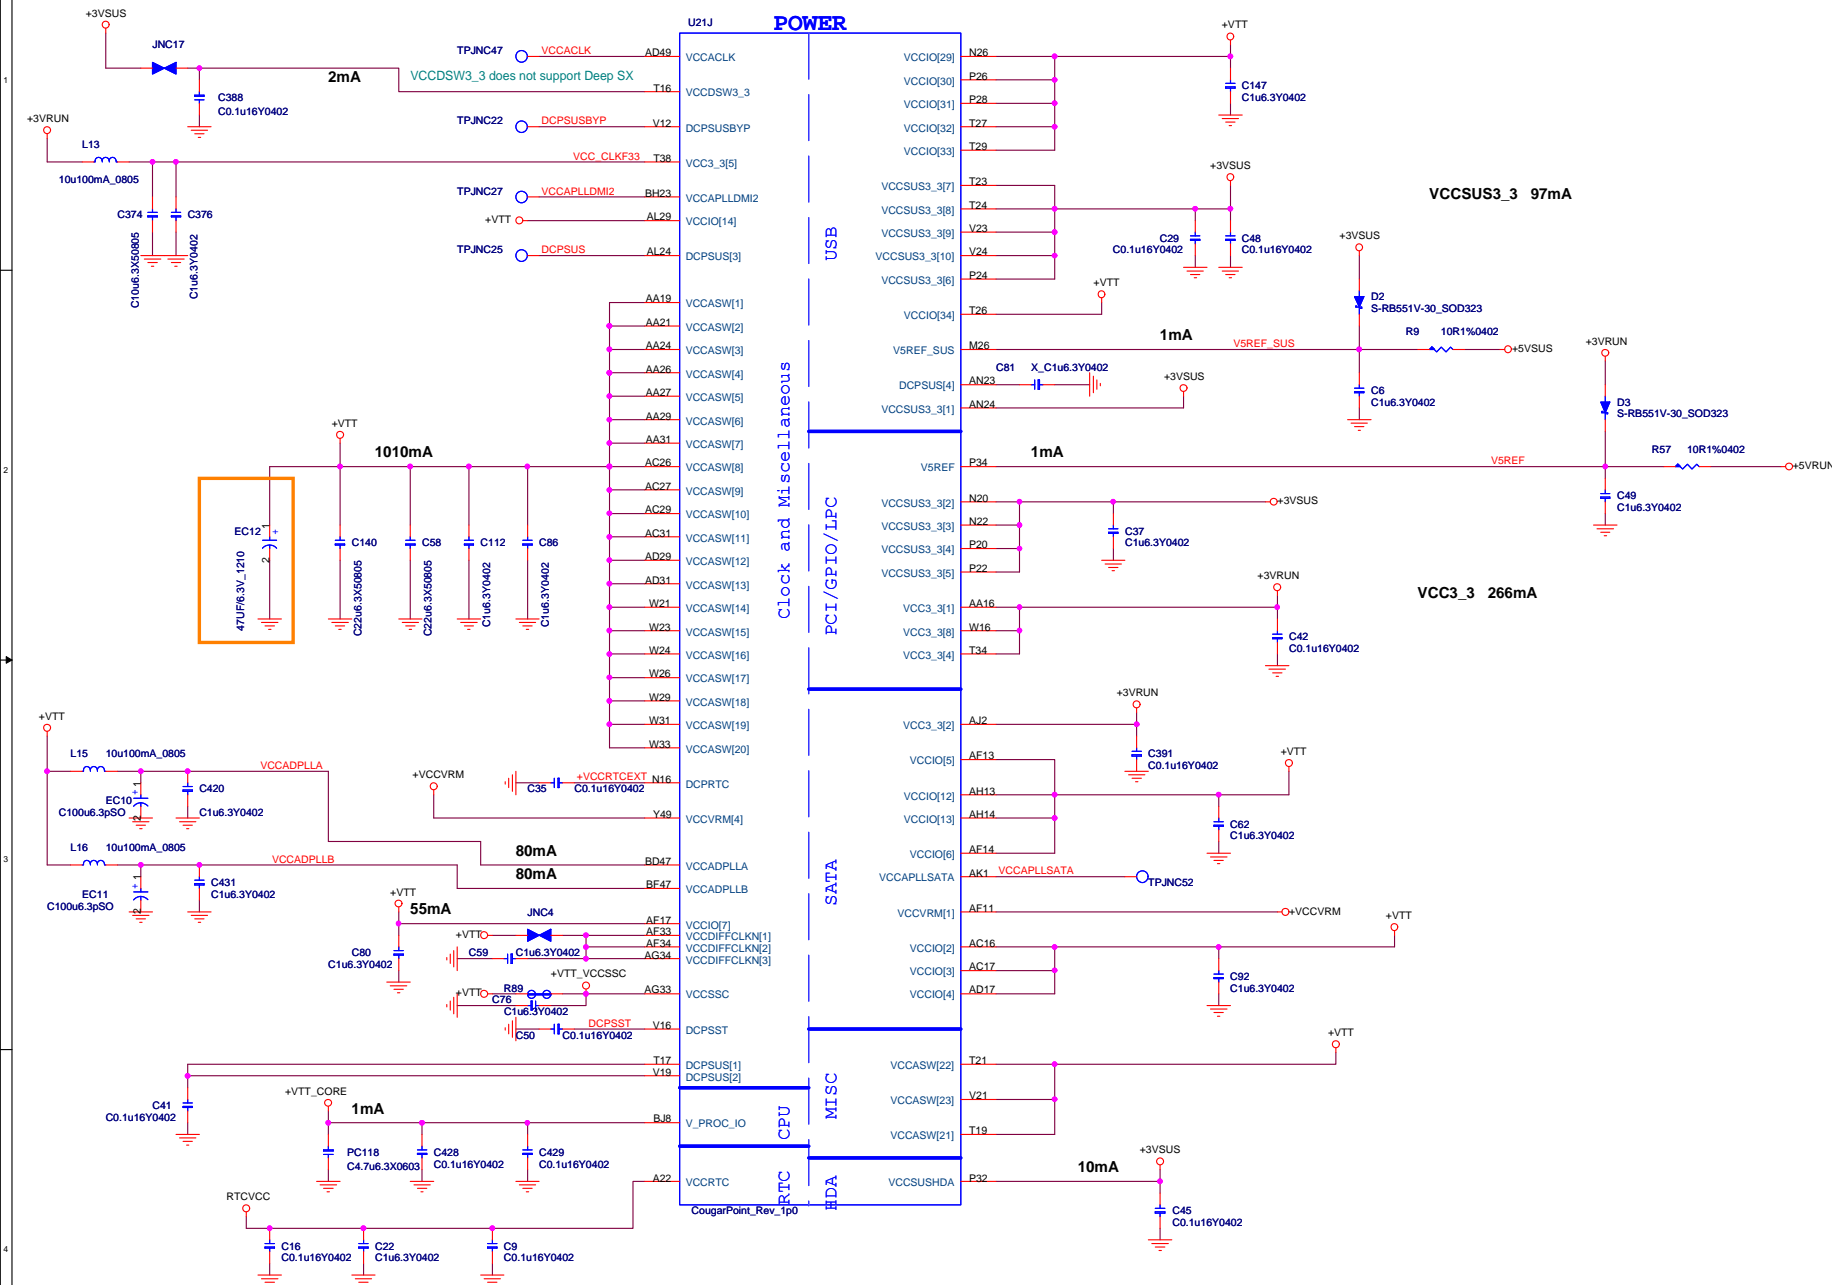 U21J
POWER
+3VSUS
JNC17
2mA
C388
C0.1u16Y0402
TPJNC47
VCCACLK
AD49
VCCACLK
VCCDSW3_3 does not support Deep SX
T16
VCCDSW3_3
TPJNC22
DCPSUSBYP
V12
DCPSUSBYP
+3VRUN
L13
10u100mA_0805
VCC_CLKF33
T38
VCC3_3[5]
C374
C10u6.3X50805
C376
C1u6.3Y0402
TPJNC27
VCCAPLLDMI2
BH23
VCCAPLLDMI2
+VTT
AL29
VCCIO[14]
TPJNC25
DCPSUS
AL24
DCPSUS[3]
AA19
VCCASW[1]
AA21
VCCASW[2]
AA24
VCCASW[3]
AA26
VCCASW[4]
AA27
VCCASW[5]
AA29
VCCASW[6]
AA31
VCCASW[7]
AC26
VCCASW[8]
AC27
VCCASW[9]
AC29
VCCASW[10]
AC31
VCCASW[11]
AD29
VCCASW[12]
AD31
VCCASW[13]
W21
VCCASW[14]
W23
VCCASW[15]
W24
VCCASW[16]
W26
VCCASW[17]
W29
VCCASW[18]
W31
VCCASW[19]
W33
VCCASW[20]
+VTT
1010mA
EC12
1
+
2
47UF/6.3V_1210
C140
C22u6.3X50805
C58
C22u6.3X50805
C112
C1u6.3Y0402
C86
C1u6.3Y0402
+VTT
L15
10u100mA_0805
VCCADPLLA
EC10
1
+
2
C100u6.3pSO
C420
C1u6.3Y0402
L16
10u100mA_0805
VCCADPLLB
EC11
1
+
2
C100u6.3pSO
C431
C1u6.3Y0402
+VCCVRM
C35
+VCCRTCEXT
C0.1u16Y0402
N16
DCPRTC
Y49
VCCVRM[4]
80mA
BD47
VCCADPLLA
80mA
BF47
VCCADPLLB
+VTT
55mA
C80
C1u6.3Y0402
JNC4
+VTT
C59
C1u6.3Y0402
AF17
VCCIO[7]
AF33
VCCDIFFCLKN[1]
AF34
VCCDIFFCLKN[2]
AG34
VCCDIFFCLKN[3]
+VTT_VCCSSC
+VTT
R89
C76
C1u6.3Y0402
AG33
VCCSSC
C50
DCPSST
C0.1u16Y0402
V16
DCPSST
T17
DCPSUS[1]
V19
DCPSUS[2]
C41
C0.1u16Y0402
+VTT_CORE
1mA
BJ8
V_PROC_IO
PC118
C4.7u6.3X0603
C428
C0.1u16Y0402
C429
C0.1u16Y0402
A22
VCCRTC
RTCVCC
C16
C0.1u16Y0402
C22
C1u6.3Y0402
C9
C0.1u16Y0402
CougarPoint_Rev_1p0
Clock and Miscellaneous
CPU
RTC
USB
PCI/GPIO/LPC
SATA
MISC
HDA
VCCIO[29]
N26
VCCIO[30]
P26
VCCIO[31]
P28
VCCIO[32]
T27
VCCIO[33]
T29
+VTT
C147
C1u6.3Y0402
VCCSUS3_3[7]
T23
VCCSUS3_3[8]
T24
VCCSUS3_3[9]
V23
VCCSUS3_3[10]
V24
VCCSUS3_3[6]
P24
+3VSUS
C29
C0.1u16Y0402
C48
C0.1u16Y0402
VCCSUS3_3 97mA
VCCIO[34]
T26
+VTT
V5REF_SUS
M26
1mA
V5REF_SUS
+3VSUS
D2
S-RB551V-30_SOD323
R9
10R1%0402
+5VSUS
C6
C1u6.3Y0402
DCPSUS[4]
AN23
C81
X_C1u6.3Y0402
VCCSUS3_3[1]
AN24
+3VSUS
V5REF
P34
1mA
V5REF
+3VRUN
D3
S-RB551V-30_SOD323
R57
10R1%0402
+5VRUN
C49
C1u6.3Y0402
VCCSUS3_3[2]
N20
VCCSUS3_3[3]
N22
VCCSUS3_3[4]
P20
VCCSUS3_3[5]
P22
+3VSUS
C37
C1u6.3Y0402
VCC3_3[1]
AA16
VCC3_3[8]
W16
VCC3_3[4]
T34
+3VRUN
C42
C0.1u16Y0402
VCC3_3 266mA
VCC3_3[2]
AJ2
+3VRUN
C391
C0.1u16Y0402
VCCIO[5]
AF13
VCCIO[12]
AH13
VCCIO[13]
AH14
VCCIO[6]
AF14
+VTT
C62
C1u6.3Y0402
VCCAPLLSATA
AK1
VCCAPLLSATA
TPJNC52
VCCVRM[1]
AF11
+VCCVRM
VCCIO[2]
AC16
VCCIO[3]
AC17
VCCIO[4]
AD17
+VTT
C92
C1u6.3Y0402
VCCASW[22]
T21
VCCASW[23]
V21
VCCASW[21]
T19
+VTT
VCCSUSHDA
P32
10mA
+3VSUS
C45
C0.1u16Y0402
1
2
3
4